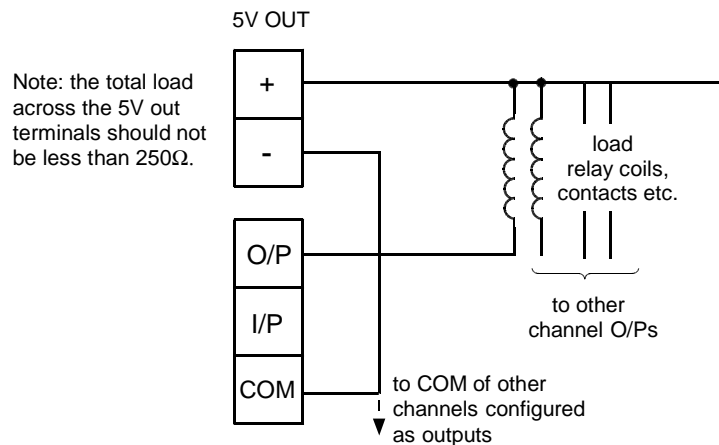 5V OUT
Note: the total load
across the 5V out
terminals should not
be less than 250Ω.
+
-
load
relay coils,
contacts etc.
O/P
I/P
COM
to other
channel O/Ps
to COM of other
channels configured
as outputs